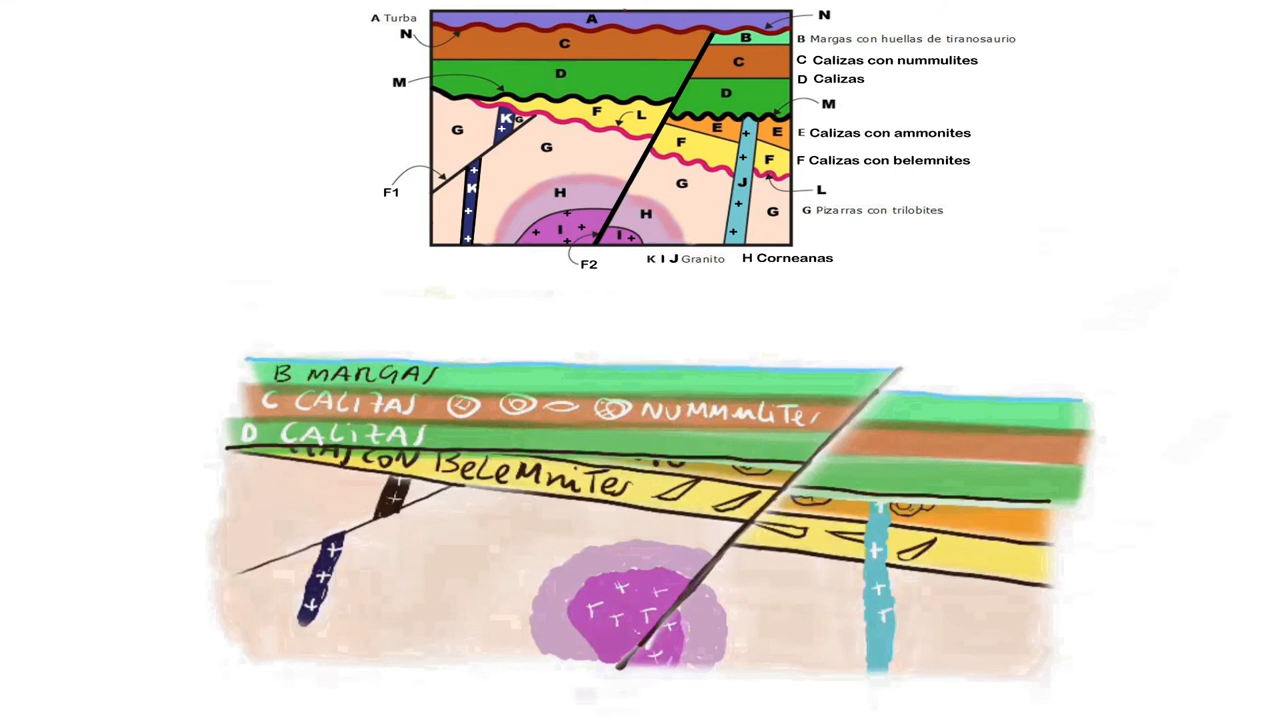 A Turba
A
N
N
B
B Margas con huellas de tiranosaurio
C
C
C Calizas con nummulites
D
D Calizas
M
D
M
F
L
K
G
G
E
E
E Calizas con ammonites
G
F
F
F Calizas con belemnites
F1
K
H
G
J
L
H
G
G Pizarras con trilobites
I
I
F2
K I J Granito
H Corneanas
B MARGAS
C CALIZAS NUMMULITES
D CALIZAS
CON BELEMNITES